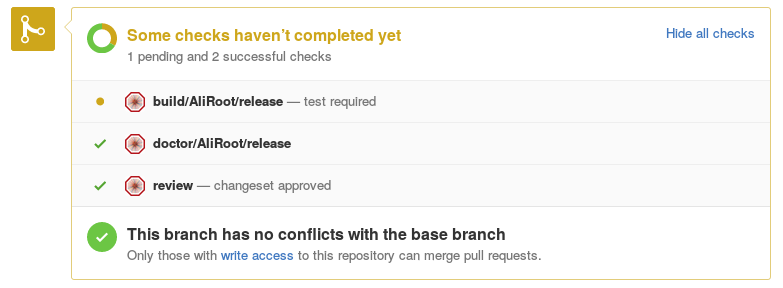 Some checks haven’t completed yet
Hide all checks
1 pending and 2 successful checks
build/AliRoot/release — test required
doctor/AliRoot/release
review — changeset approved
This branch has no conflicts with the base branch
Only those with write access to this repository can merge pull requests.